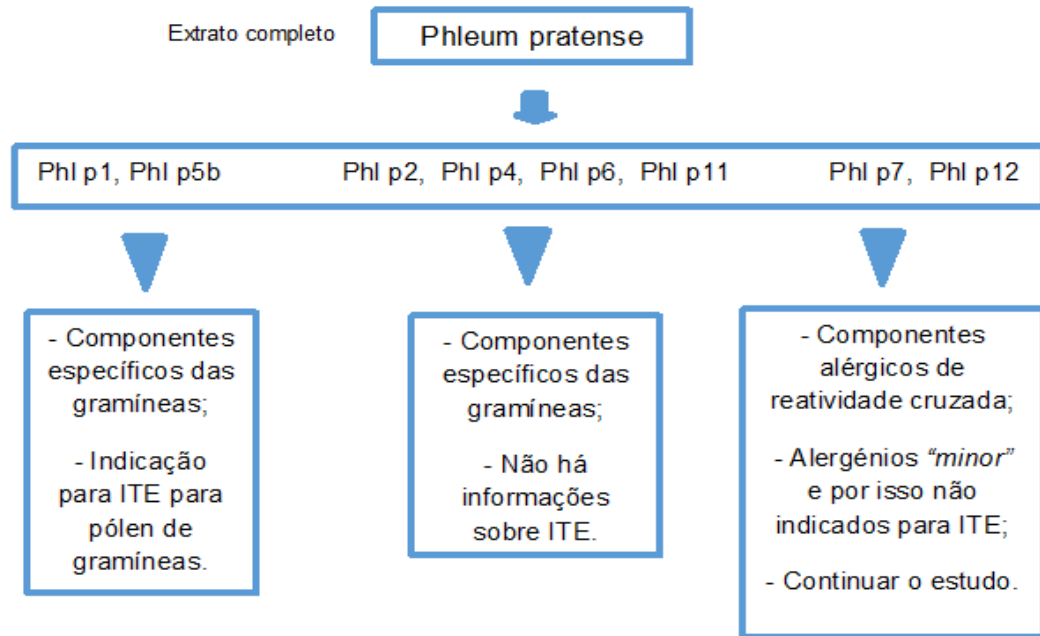 Extrato completo
Phleum pratense
Phl p1, Phl p5b
Phl p2, Phl p4, Phl p6, Phl p11
Phl p7, Phl p12
- Componentes
específicos das
gramíneas;
- Indicação
para ITE para
pólen de
gramíneas.
- Componentes
específicos das
gramíneas;
- Não há
informações
sobre ITE.
- Componentes
alérgicos de
reatividade cruzada;
- Alergénios “minor”
e por isso não
indicados para ITE;
- Continuar o estudo.